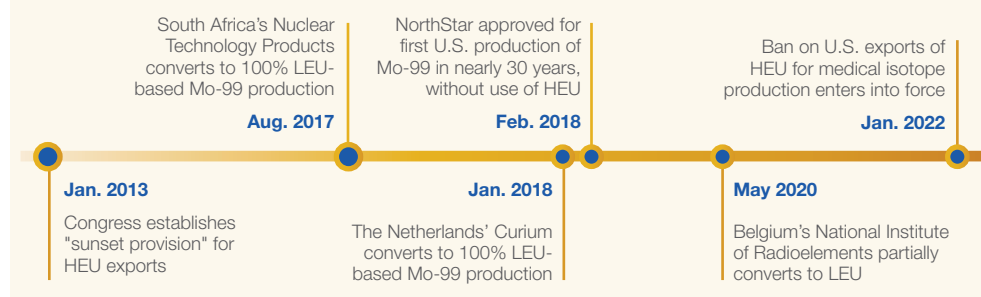 South Africa's Nuclear
Technology Products
converts to 100% LEU-
based Mo-99 production
Aug. 2017
NorthStar approved for
first U.S. production of
Mo-99 in nearly 30 years,
without use of HEU
Feb. 2018
Ban on U.S. exports of
HEU for medical isotope
production enters into force
Jan. 2022
Jan. 2013
Congress establishes
"sunset provision" for
HEU exports
Jan. 2018
The Netherlands' Curium
converts to 100% LEU-
based Mo-99 production
May 2020
Belgium's National Institute
of Radioelements partially
converts to LEU